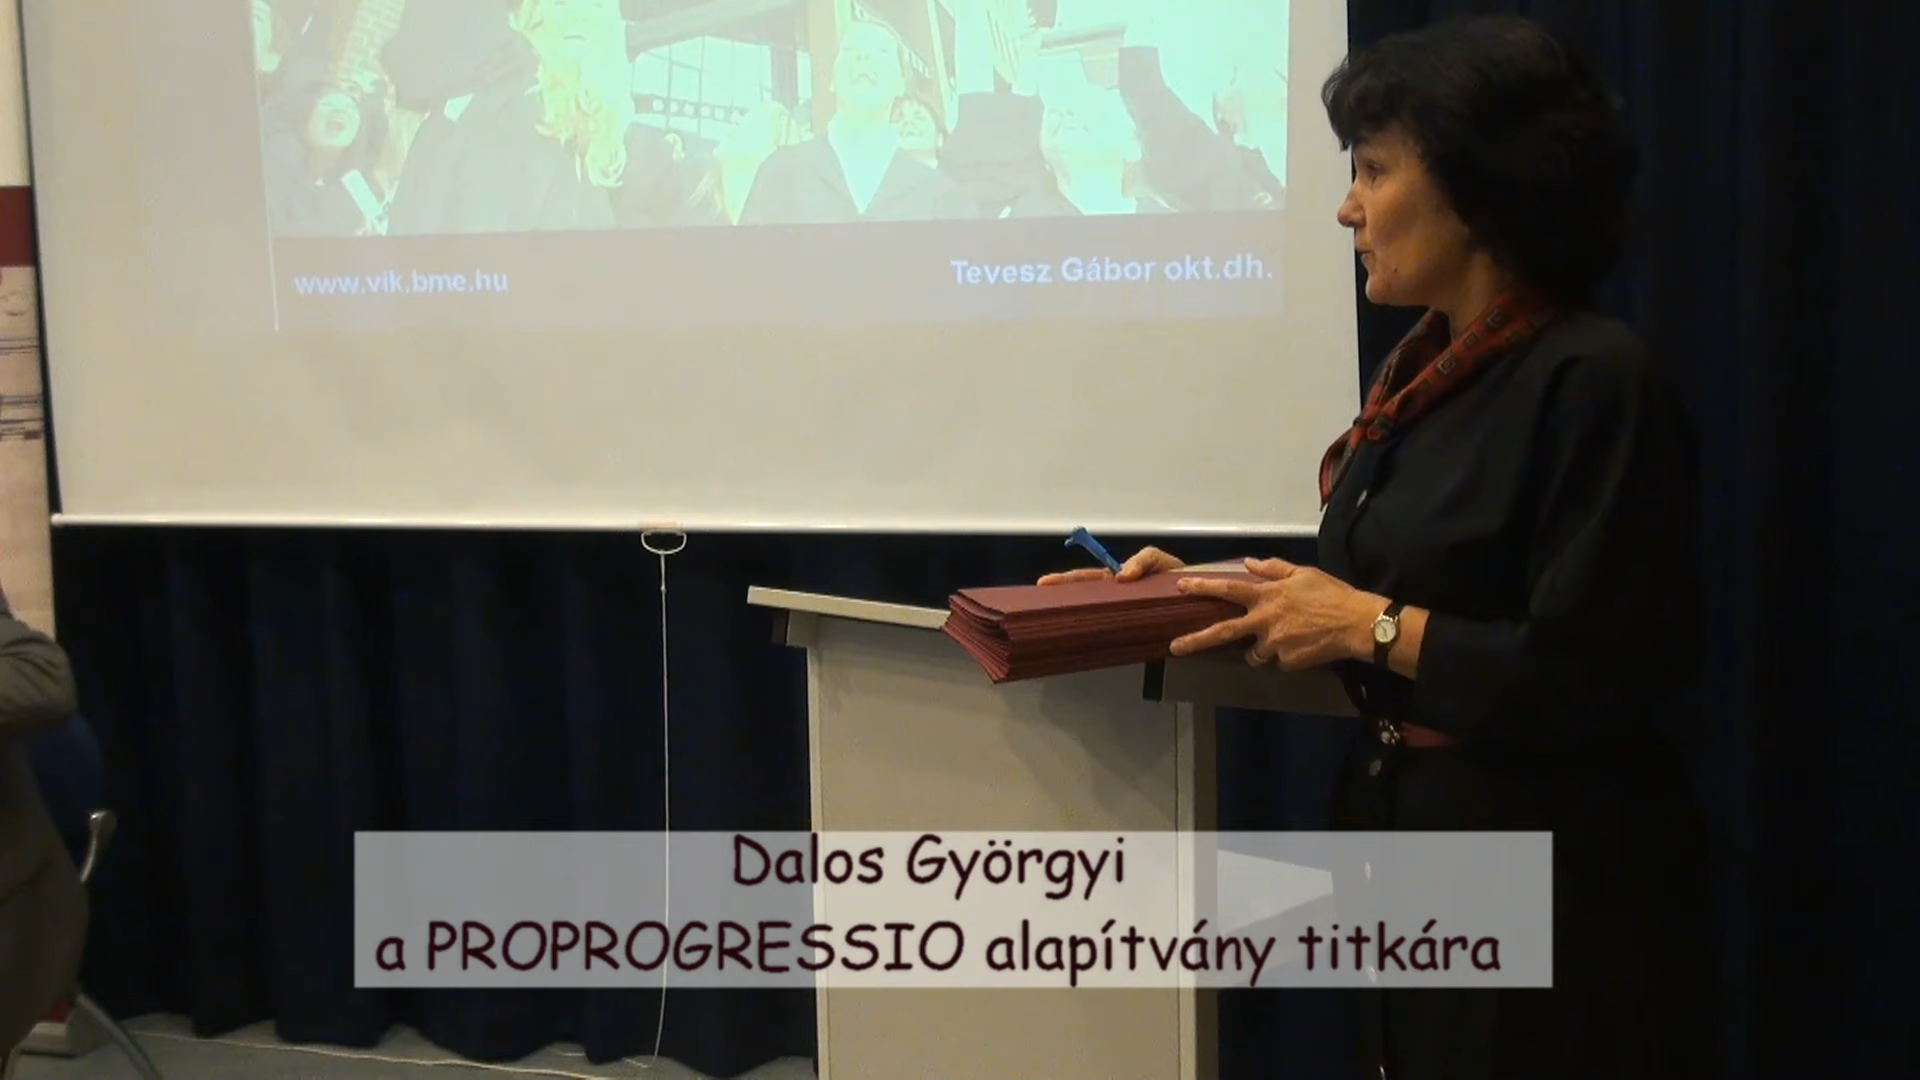 www.vik.bme.hu
Tevesz Gábor okt.dh.
Dalos Györgyi
a PROPROGRESSIO alapítvány titkára